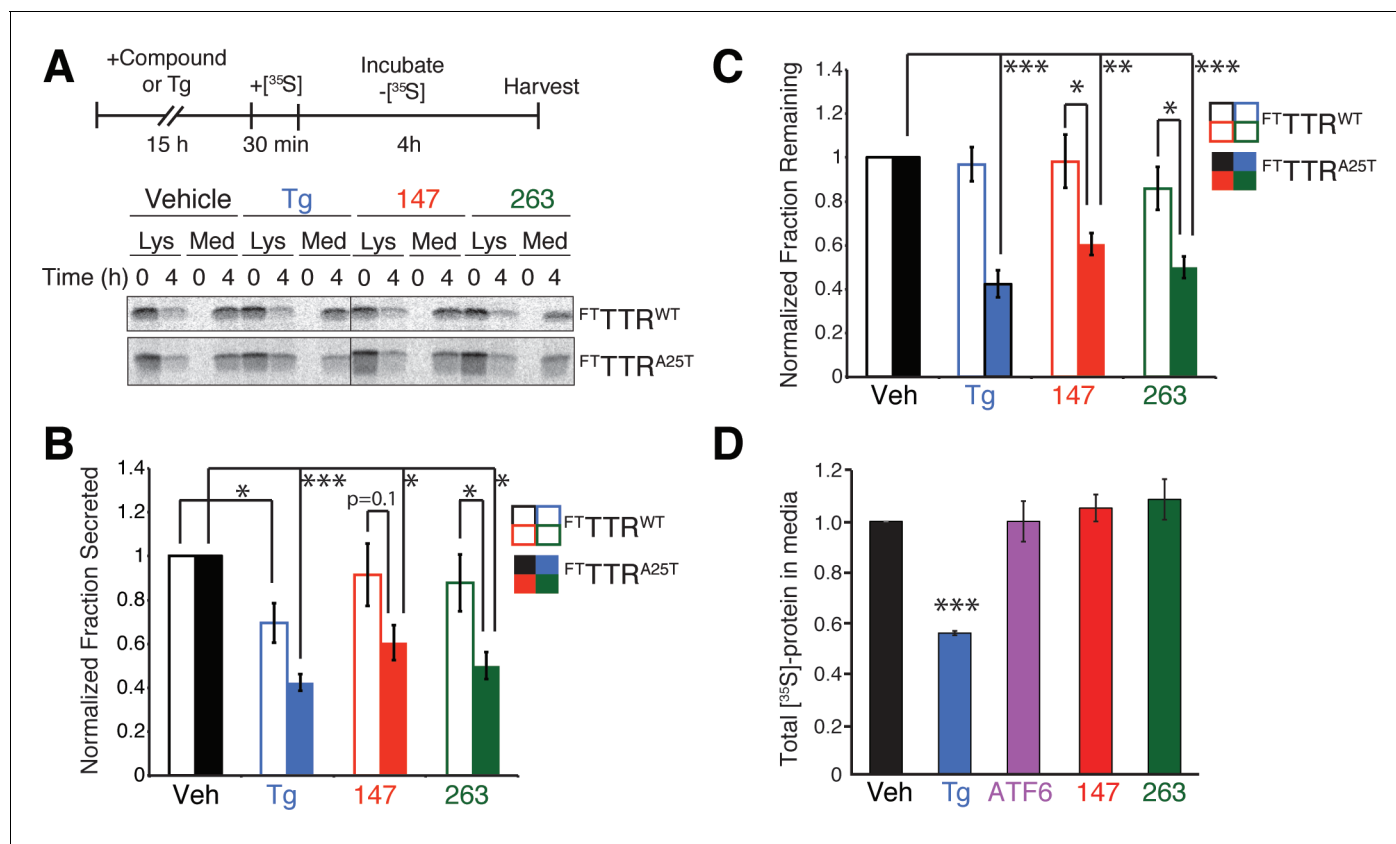 A
+Compound
or Tg
+[³⁵S]
Incubate
-[³⁵S]
Harvest
15 h
30 min
4h
Vehicle Tg 147 263
Lys Med Lys Med Lys Med Lys Med
Time (h) 0 4 0 4 0 4 0 4 0 4 0 4 0 4 0 4
FTTTRWT
FTTTRA25T
B
Normalized Fraction Secreted
1.4
1.2
1
0.8
0.6
0.4
0.2
0
*
***
p=0.1
*
*
*
Veh Tg 147 263
FTTTRWT
FTTTRA25T
C
Normalized Fraction Remaining
1.4
1.2
1
0.8
0.6
0.4
0.2
0
***
*
**
*
***
Veh Tg 147 263
FTTTRWT
FTTTRA25T
D
Total [³⁵S]-protein in media
1.2
1.0
0.8
0.6
0.4
0.2
0
***
Veh Tg ATF6 147 263